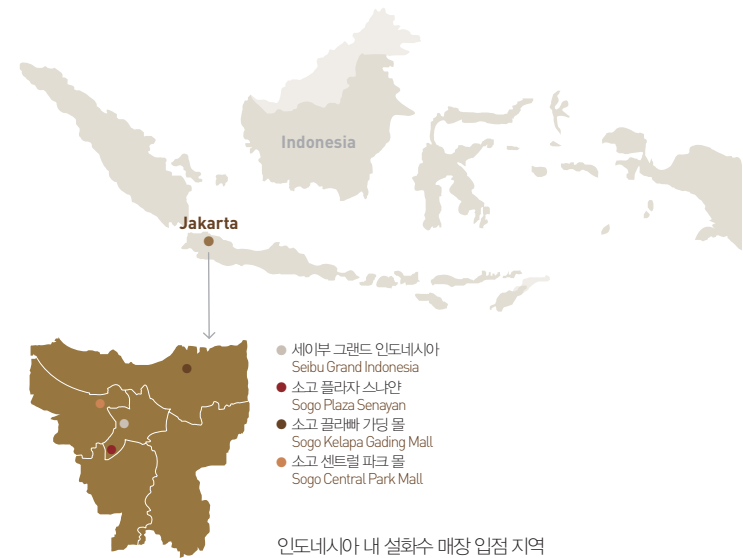 Indonesia
Jakarta
세이부 그랜드 인도네시아
Seibu Grand Indonesia
소고 플라자 스나얀
Sogo Plaza Senayan
소고 끌라빠 가딩 몰
Sogo Kelapa Gading Mall
소고 센트럴 파크 몰
Sogo Central Park Mall
인도네시아 내 설화수 매장 입점 지역